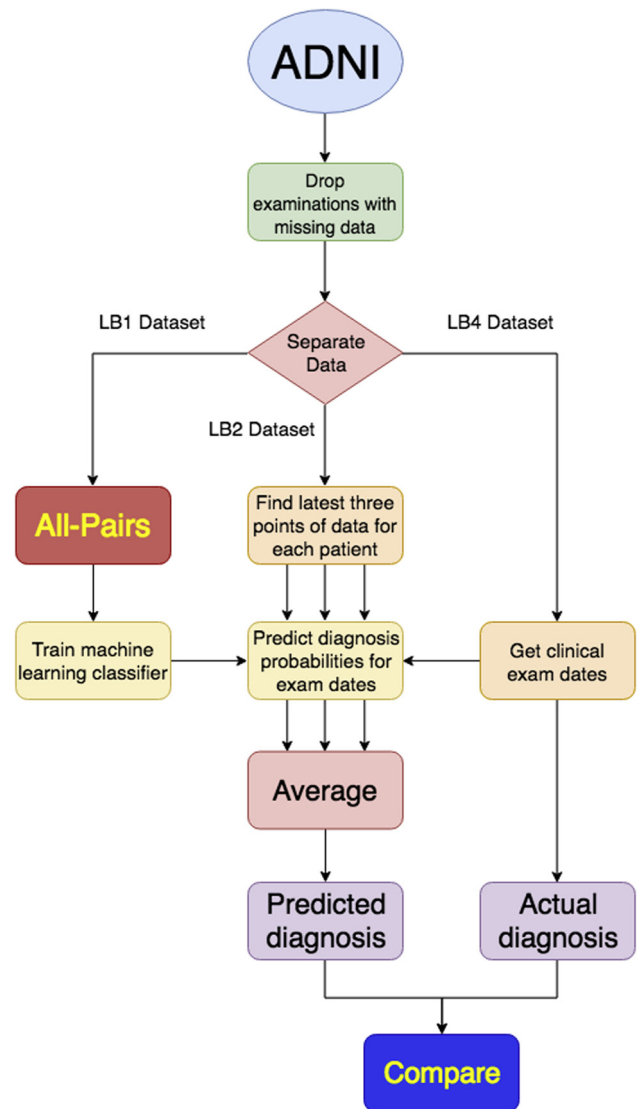 ADNI
Drop
examinations with
missing data
LB1 Dataset
LB4 Dataset
Separate
Data
LB2 Dataset
All-Pairs
Find latest three
points of data for
each patient
Train machine
learning classifier
Predict diagnosis
probabilities for
exam dates
Get clinical
exam dates
Average
Predicted
diagnosis
Actual
diagnosis
Compare